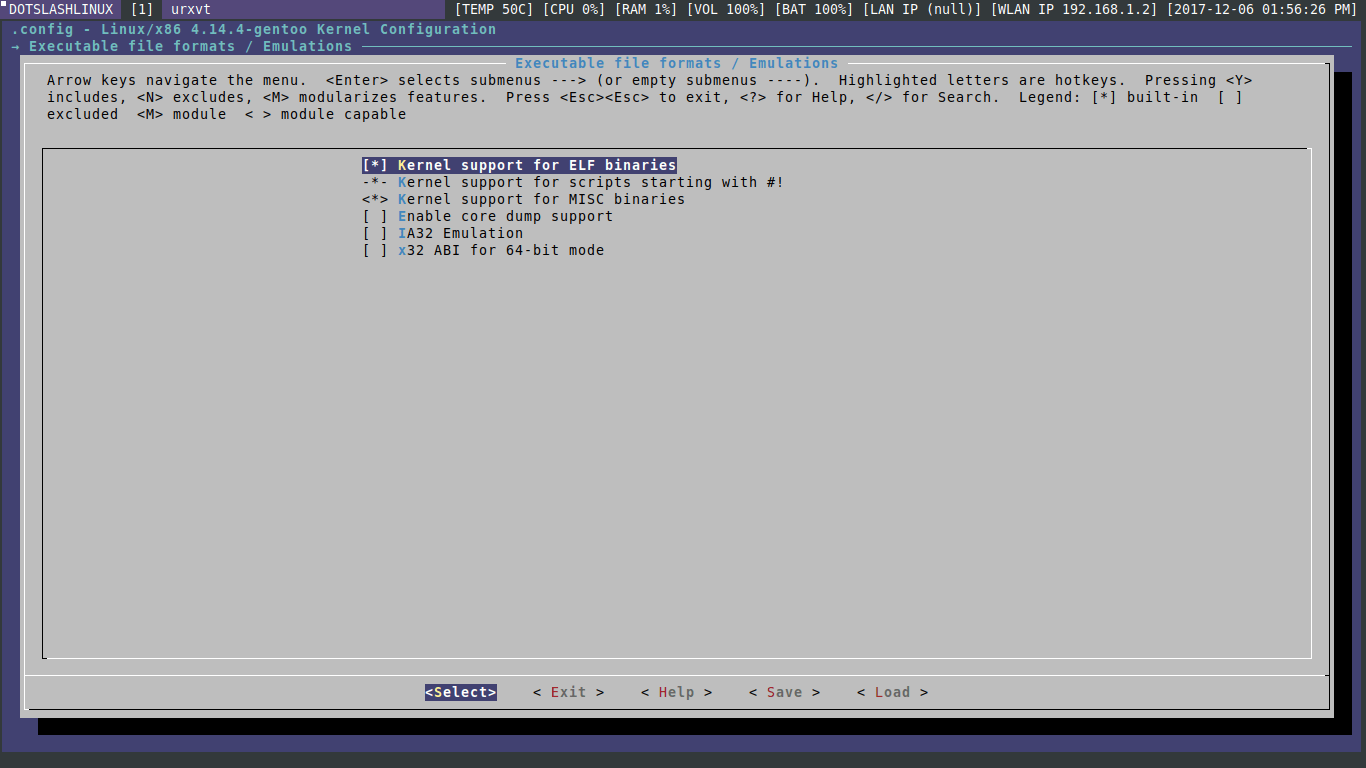 DOTSLASHLINUX [1] urxvt [TEMP 50C] [CPU 0%] [RAM 1%] [VOL 100%] [BAT 100%] [LAN IP (null)] [WLAN IP 192.168.1.2] [2017-12-06 01:56:26 PM]
.config - Linux/x86 4.14.4-gentoo Kernel Configuration
→ Executable file formats / Emulations
Executable file formats / Emulations
Arrow keys navigate the menu.  <Enter> selects submenus ---> (or empty submenus ----).  Highlighted letters are hotkeys.  Pressing <Y>
includes, <N> excludes, <M> modularizes features.  Press <Esc><Esc> to exit, <?> for Help, </> for Search.  Legend: [*] built-in  [ ]
excluded  <M> module  < > module capable
[*] Kernel support for ELF binaries
-*- Kernel support for scripts starting with #!
<*> Kernel support for MISC binaries
[ ] Enable core dump support
[ ] IA32 Emulation
[ ] x32 ABI for 64-bit mode
<Select>    < Exit >    < Help >    < Save >    < Load >